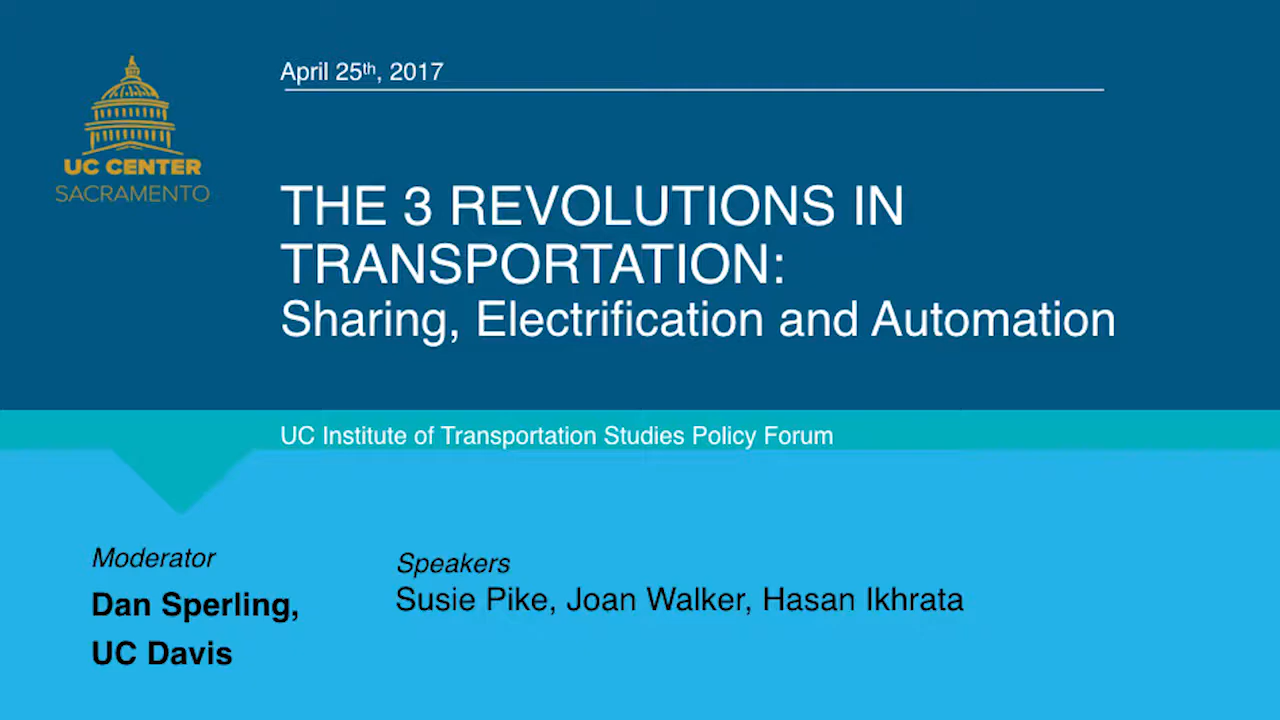 April 25th, 2017
UC CENTER
SACRAMENTO
THE 3 REVOLUTIONS IN
TRANSPORTATION:
Sharing, Electrification and Automation
UC Institute of Transportation Studies Policy Forum
Moderator
Dan Sperling,
UC Davis
Speakers
Susie Pike, Joan Walker, Hasan Ikhrata